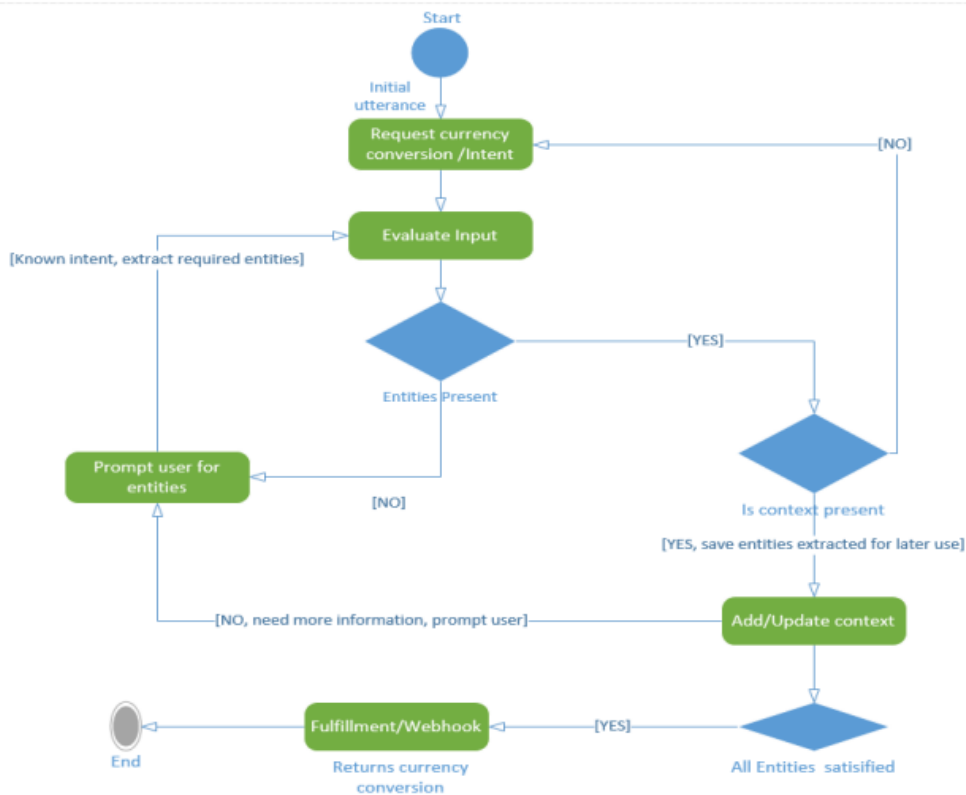 Start
Initial
utterance
Request currency
conversion /Intent
[NO]
Evaluate Input
[Known intent, extract required entities]
[YES]
Entities Present
Prompt user for
entities
[NO]
Is context present
[YES, save entities extracted for later use]
[NO, need more information, prompt user]
Add/Update context
Fulfillment/Webhook
[YES]
End
Returns currency
conversion
All Entities satisified